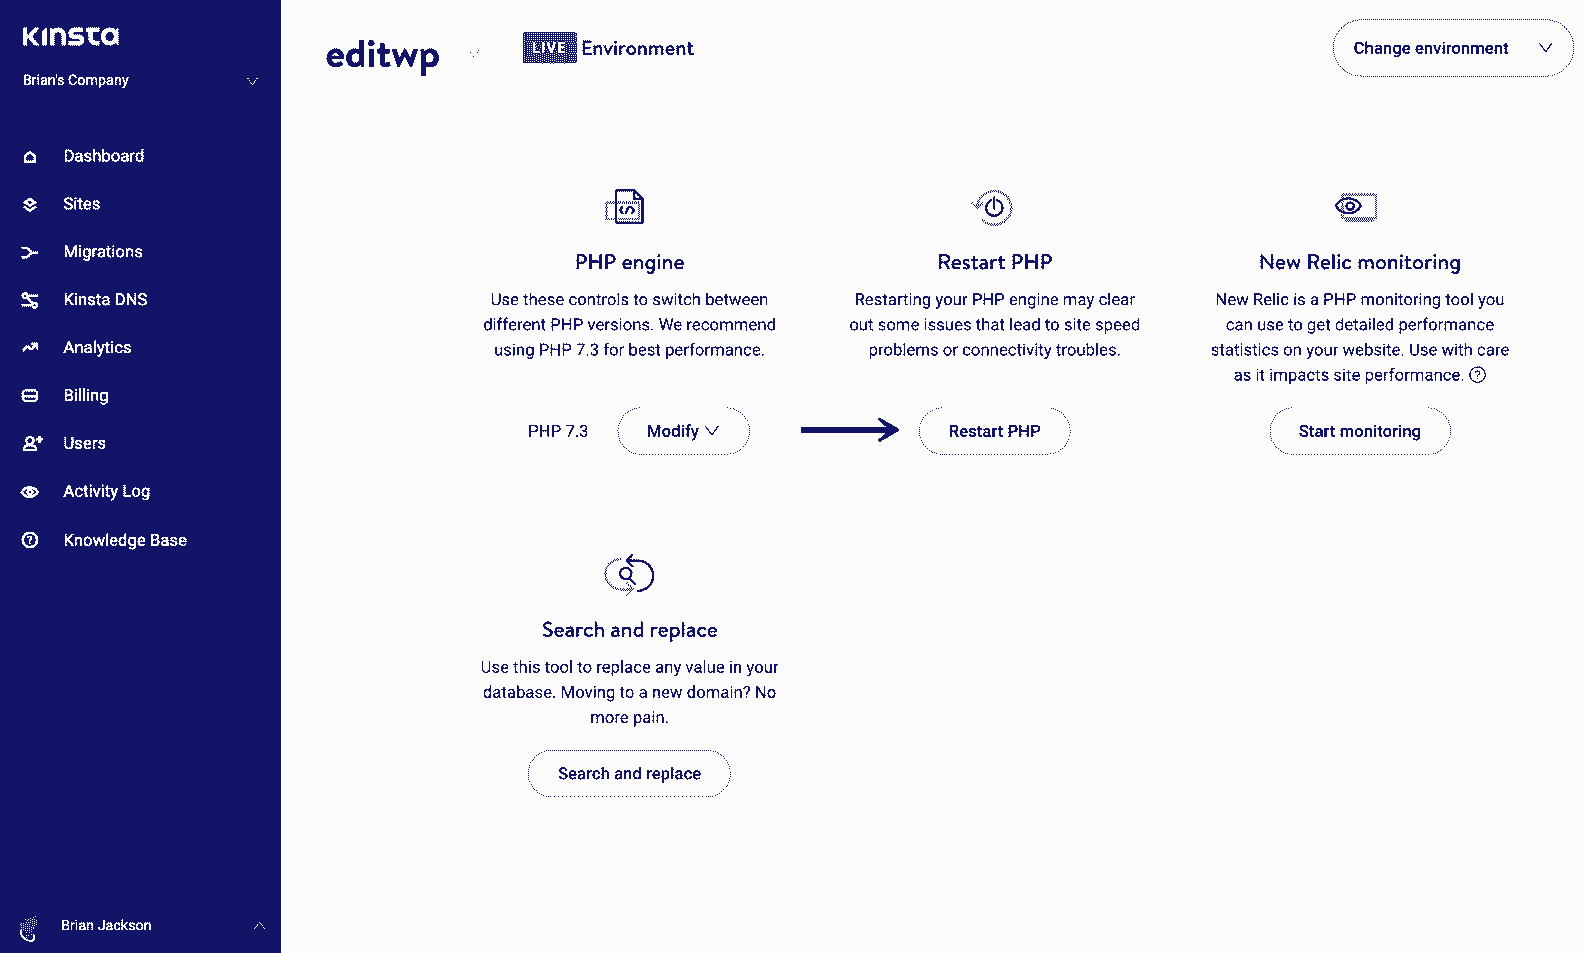 Kinsta
Brian's Company
Dashboard
Sites
Migrations
Kinsta DNS
Analytics
Billing
Users
Activity Log
Knowledge Base
Brian Jackson
editwp
LIVE Environment
Change environment
PHP engine
Use these controls to switch between
different PHP versions. We recommend
using PHP 7.3 for best performance.
PHP 7.3 Modify
Restart PHP
Restarting your PHP engine may clear
out some issues that lead to site speed
problems or connectivity troubles.
Restart PHP
New Relic monitoring
New Relic is a PHP monitoring tool you
can use to get detailed performance
statistics on your website. Use with care
as it impacts site performance.
Start monitoring
Search and replace
Use this tool to replace any value in your
database. Moving to a new domain? No
more pain.
Search and replace